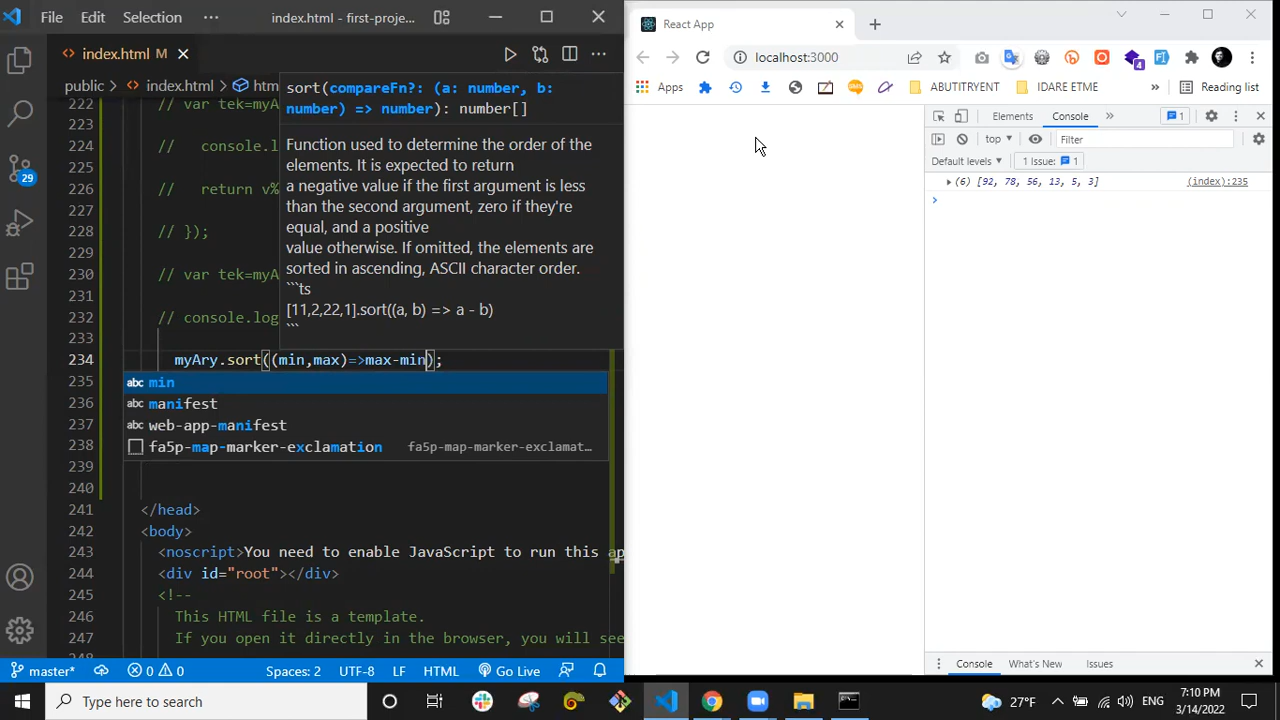 File Edit Selection ··· index.html - first-proje...
index.html M
public > index.html > htm
222 // var tek=myA
223
224 // console.l
225
226 // return v%
227
228 // });
229
230 // var tek=myA
231
232 // console.log
233
234 myAry.sort((min,max)=>max-min);
235
236
237
238
239
240
241 </head>
242 <body>
243 <noscript>You need to enable JavaScript to run this ap
244 <div id="root"></div>
245 <!--
246 This HTML file is a template.
247 If you open it directly in the browser, you will see
sort(compareFn?: (a: number, b:
number) => number): number[]
Function used to determine the order of the
elements. It is expected to return
a negative value if the first argument is less
than the second argument, zero if they're
equal, and a positive
value otherwise. If omitted, the elements are
sorted in ascending, ASCII character order.
```ts
[11,2,22,1].sort((a, b) => a - b)
```
abc min
abc manifest
abc web-app-manifest
fa5p-map-marker-exclamation fa5p-map-marker-exclamat...
29
master* 0 0 Spaces: 2 UTF-8 LF HTML Go Live
React App
localhost:3000
4
Apps SMS ABUTITRYENT IDARE ETME Reading list
Elements Console 1
top Filter
Default levels 1 Issue: 1
(6) [92, 78, 56, 13, 5, 3] (index):235
Console What's New Issues
Type here to search
27°F ENG 7:10 PM
3/14/2022